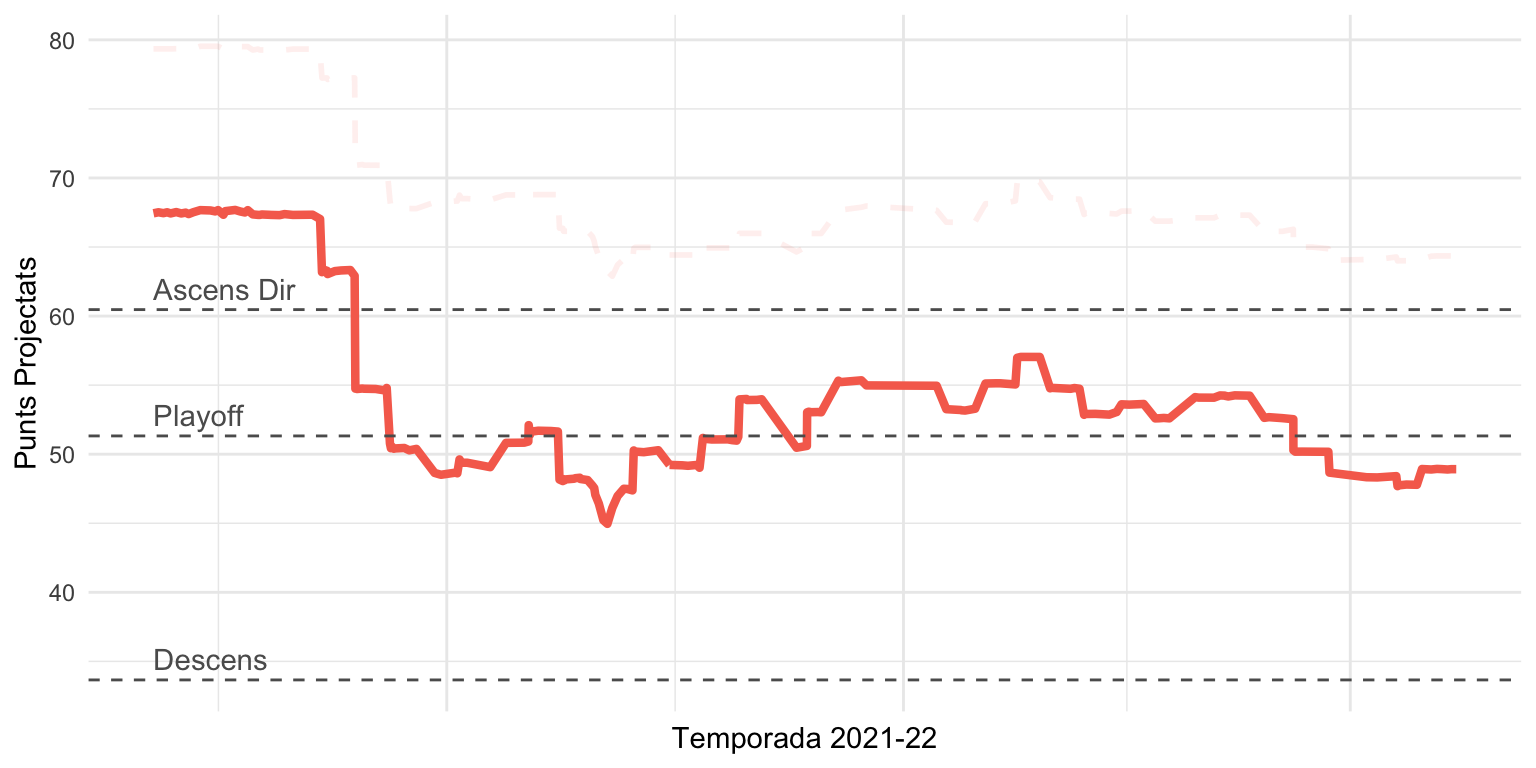 80
70
60
50
40
Punts Projectats
Ascens Dir
Playoff
Descens
Temporada 2021-22